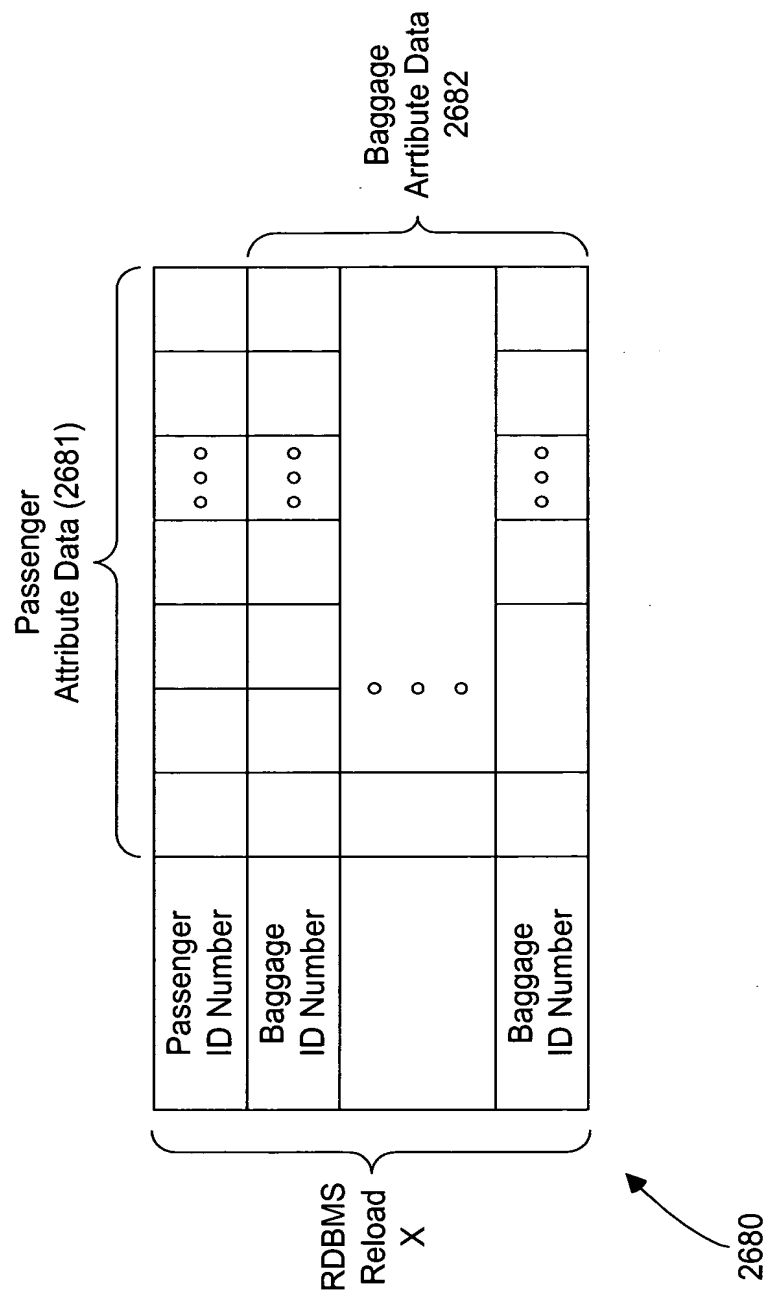 Passenger
Attribute Data (2681)
Passenger
ID Number
Baggage
ID Number
Baggage
ID Number
RDBMS
Reload
X
Baggage
Arrtibute Data
2682
2680